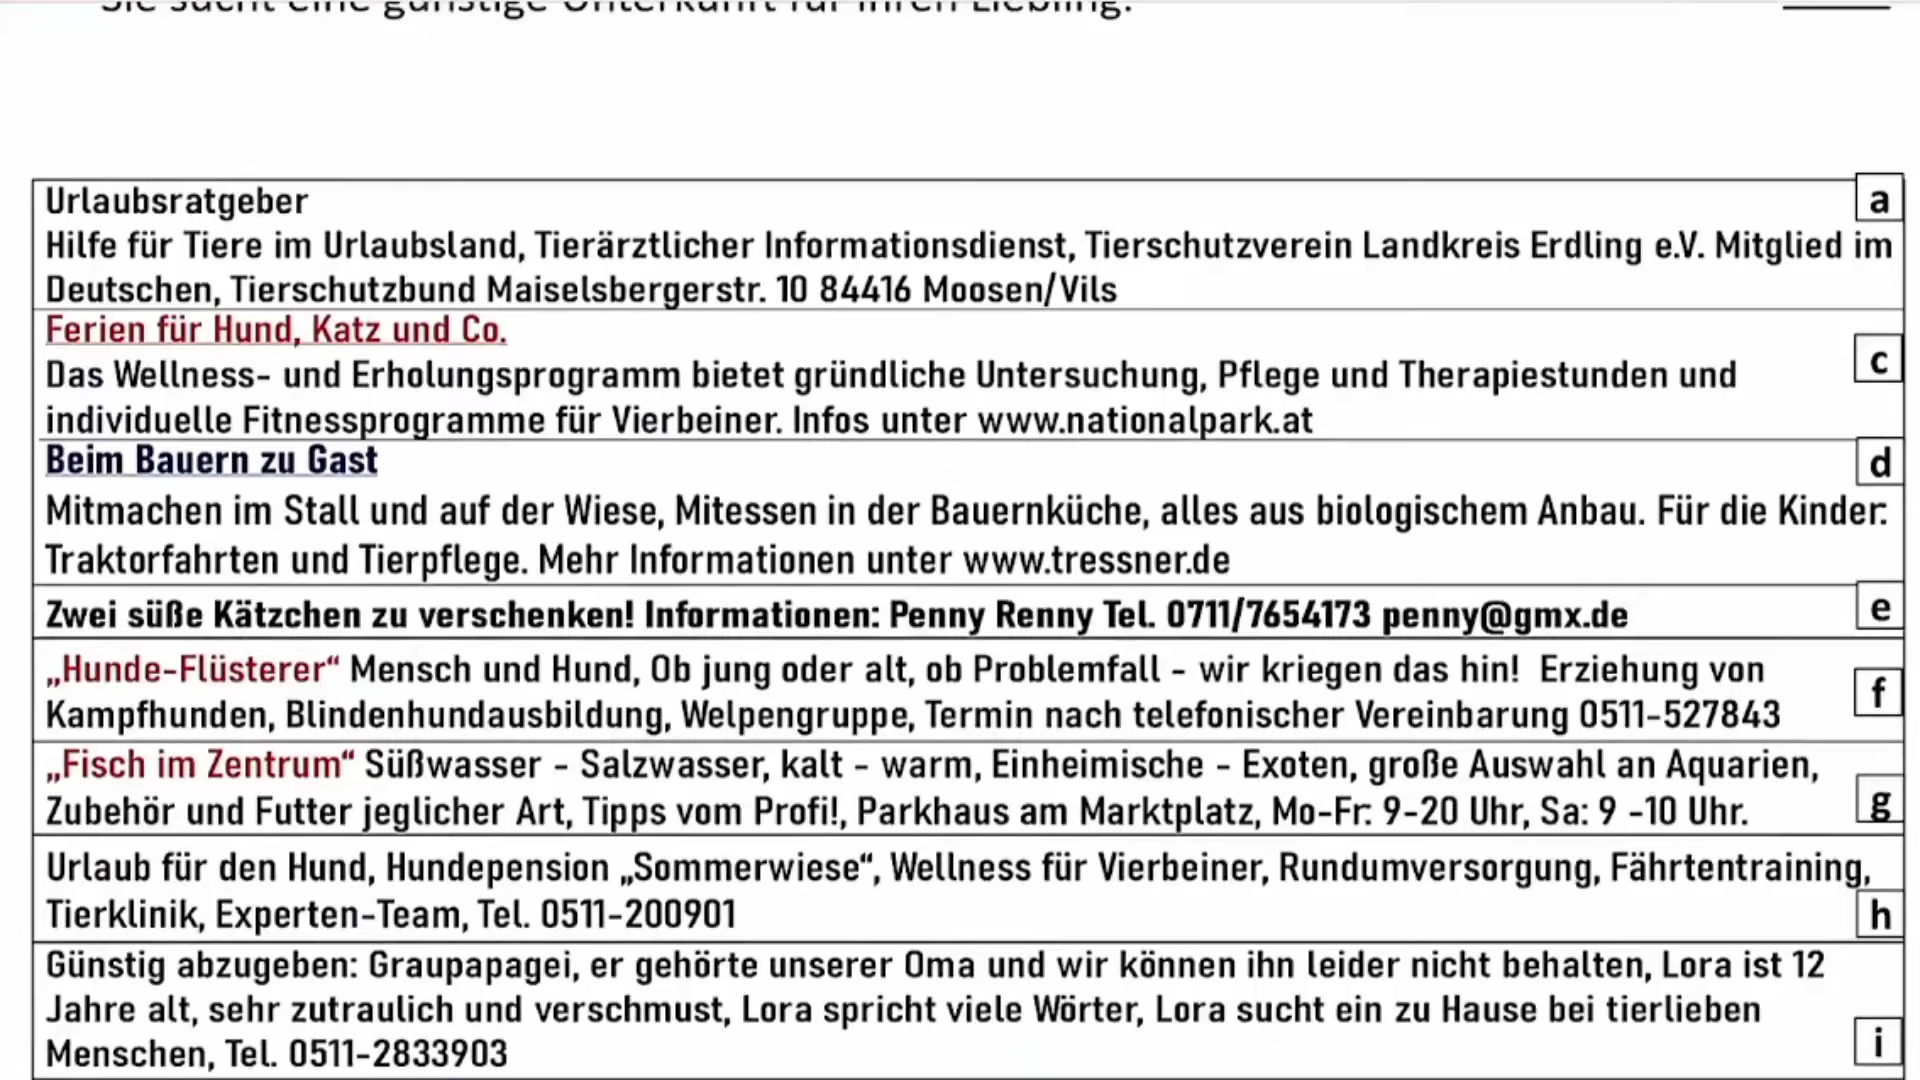 Sie sucht eine günstige Unterkunft für ihren Liebling.
Urlaubsratgeber
a
Hilfe für Tiere im Urlaubsland, Tierärztlicher Informationsdienst, Tierschutzverein Landkreis Erdling e.V. Mitglied im
Deutschen, Tierschutzbund Maiselsbergerstr. 10 84416 Moosen/Vils
Ferien für Hund, Katz und Co.
c
Das Wellness- und Erholungsprogramm bietet gründliche Untersuchung, Pflege und Therapiestunden und
individuelle Fitnessprogramme für Vierbeiner. Infos unter www.nationalpark.at
Beim Bauern zu Gast
d
Mitmachen im Stall und auf der Wiese, Mitessen in der Bauernküche, alles aus biologischem Anbau. Für die Kinder:
Traktorfahrten und Tierpflege. Mehr Informationen unter www.tressner.de
Zwei süße Kätzchen zu verschenken! Informationen: Penny Renny Tel. 0711/7654173 penny@gmx.de
e
„Hunde-Flüsterer“ Mensch und Hund, Ob jung oder alt, ob Problemfall - wir kriegen das hin! Erziehung von
Kampfhunden, Blindenhundausbildung, Welpengruppe, Termin nach telefonischer Vereinbarung 0511-527843
f
„Fisch im Zentrum“ Süßwasser - Salzwasser, kalt - warm, Einheimische - Exoten, große Auswahl an Aquarien,
Zubehör und Futter jeglicher Art, Tipps vom Profi!, Parkhaus am Marktplatz, Mo-Fr: 9-20 Uhr, Sa: 9 -10 Uhr.
g
Urlaub für den Hund, Hundepension „Sommerwiese“, Wellness für Vierbeiner, Rundumversorgung, Fährtentraining,
Tierklinik, Experten-Team, Tel. 0511-200901
h
Günstig abzugeben: Graupapagei, er gehörte unserer Oma und wir können ihn leider nicht behalten, Lora ist 12
Jahre alt, sehr zutraulich und verschmust, Lora spricht viele Wörter, Lora sucht ein zu Hause bei tierlieben
Menschen, Tel. 0511-2833903
i